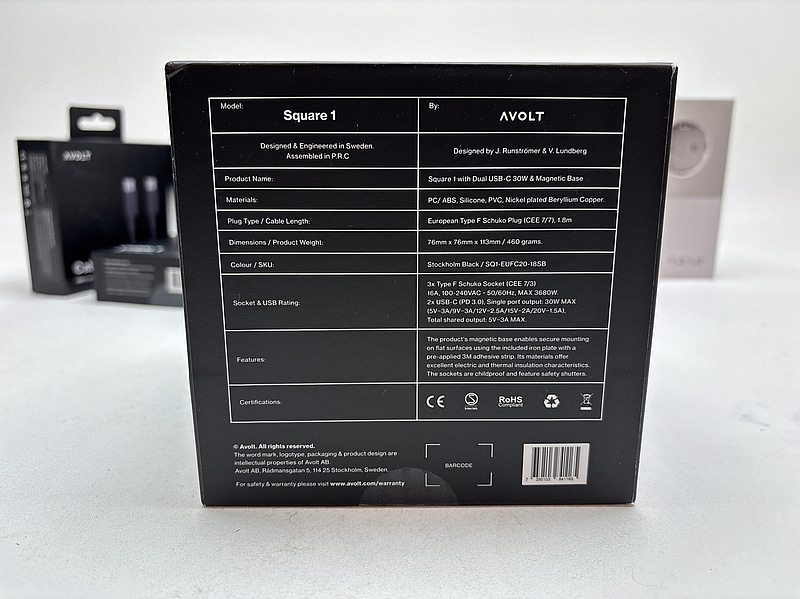 Model:
Square 1
By:
AVOLT
Designed & Engineered in Sweden.
Assembled in P.R.C
Designed by J. Runströmer & V. Lundberg
Product Name:
Square 1 with Dual USB-C 30W & Magnetic Base
Materials:
PC/ ABS, Silicone, PVC, Nickel plated Beryllium Copper.
Plug Type / Cable Length:
European Type F Schuko Plug (CEE 7/7), 1.8m
Dimensions / Product Weight:
76mm x 76mm x 113mm / 460 grams.
Colour / SKU:
Stockholm Black / SQ1-EUFC20-18SB
Socket & USB Rating:
3x Type F Schuko Socket (CEE 7/3)
16A, 100-240VAC - 50/60Hz, MAX 3680W.
2x USB-C (PD 3.0), Single port output: 30W MAX
(5V-3A/9V-3A/12V-2.5A/15V-2A/20V-1.5A),
Total shared output: 5V-3A MAX.
Features:
The product's magnetic base enables secure mounting
on flat surfaces using the included iron plate with a
pre-applied 3M adhesive strip. Its materials offer
excellent electric and thermal insulation characteristics.
The sockets are childproof and feature safety shutters.
Certifications:
CE
RoHS
Compliant
© Avolt. All rights reserved.
The word mark, logotype, packaging & product design are
intellectual properties of Avolt AB.
Avolt AB, Rådmansgatan 5, 114 25 Stockholm, Sweden.
For safety & warranty please visit www.avolt.com/warranty
BARCODE
7 350103 841165
AVOLT